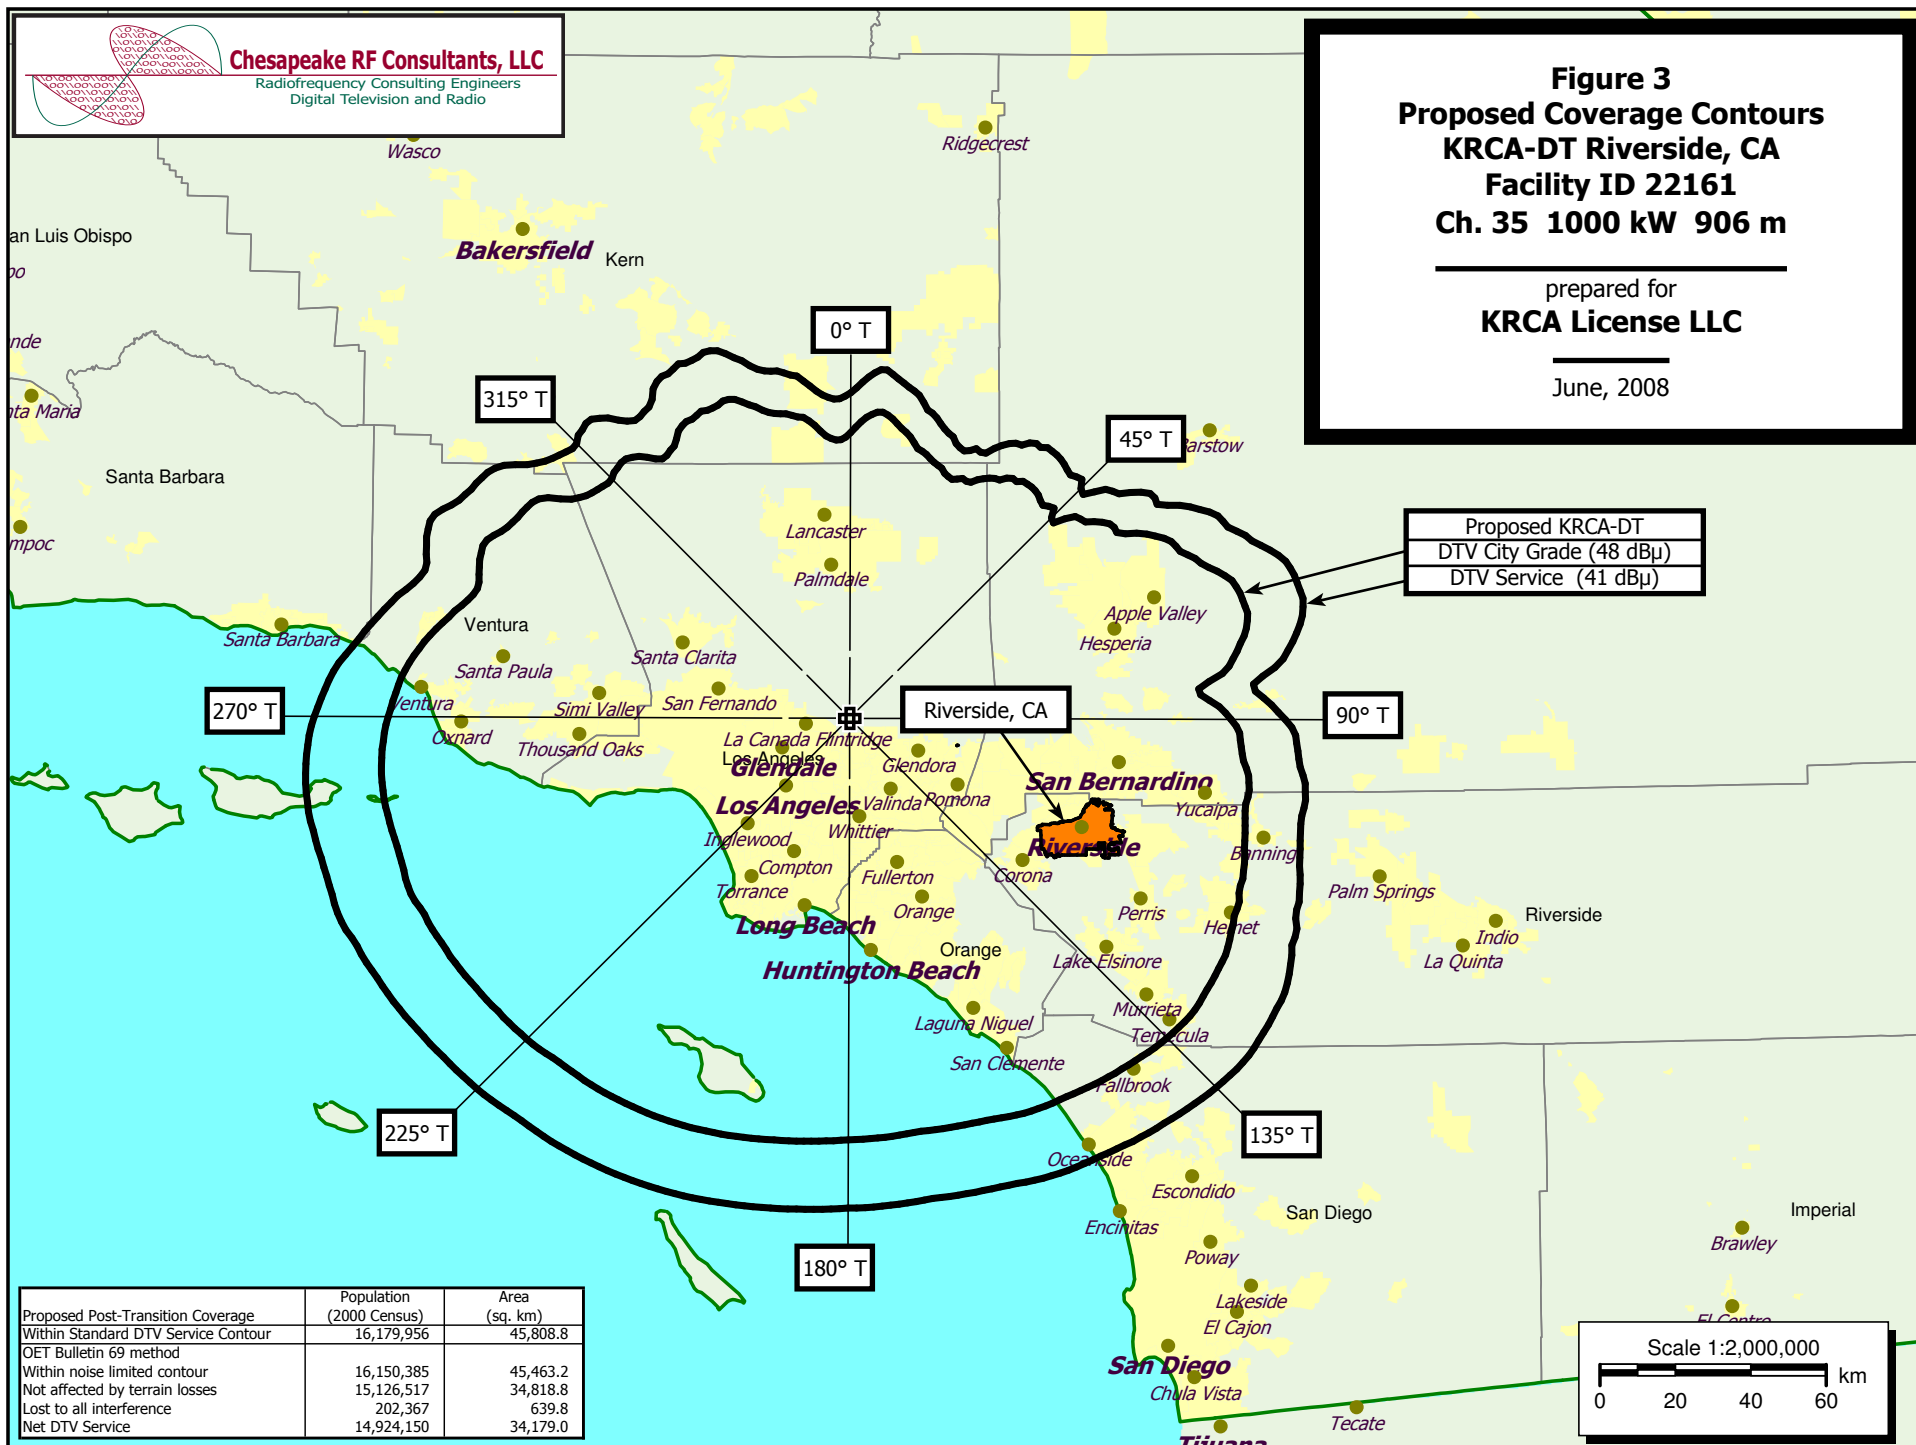 Chesapeake RF Consultants, LLC
Radiofrequency Consulting Engineers
Digital Television and Radio
Figure 3
Proposed Coverage Contours
KRCA-DT Riverside, CA
Facility ID 22161
Ch. 35 1000 kW 906 m
prepared for
KRCA License LLC
June, 2008
Wasco
Ridgecrest
an Luis Obispo
Bakersfield
Kern
po
nde
0° T
315° T
nta Maria
45° T
Barstow
Santa Barbara
mpoc
Lancaster
Palmdale
Proposed KRCA-DT
DTV City Grade (48 dBµ)
DTV Service (41 dBµ)
Apple Valley
Hesperia
Santa Barbara
Ventura
Santa Paula
Santa Clarita
San Fernando
Simi Valley
Ventura
Oxnard
Thousand Oaks
270° T
Riverside, CA
90° T
La Canada Flintridge
Los Angeles
Glendale
Glendora
San Bernardino
Los Angeles
Valinda
Pomona
Yucaipa
Inglewood
Whittier
Riverside
Banning
Compton
Fullerton
Corona
Torrance
Orange
Perris
Hemet
Palm Springs
Riverside
Indio
La Quinta
Long Beach
Huntington Beach
Orange
Lake Elsinore
Murrieta
Temecula
Laguna Niguel
San Clemente
Fallbrook
225° T
135° T
Oceanside
Escondido
Encinitas
San Diego
Imperial
Poway
Brawley
180° T
Lakeside
El Cajon
El Centro
San Diego
Chula Vista
Tecate
Tijuana
Proposed Post-Transition Coverage Population (2000 Census) Area (sq. km)
Within Standard DTV Service Contour 16,179,956 45,808.8
OET Bulletin 69 method
Within noise limited contour 16,150,385 45,463.2
Not affected by terrain losses 15,126,517 34,818.8
Lost to all interference 202,367 639.8
Net DTV Service 14,924,150 34,179.0
Scale 1:2,000,000
km
0 20 40 60